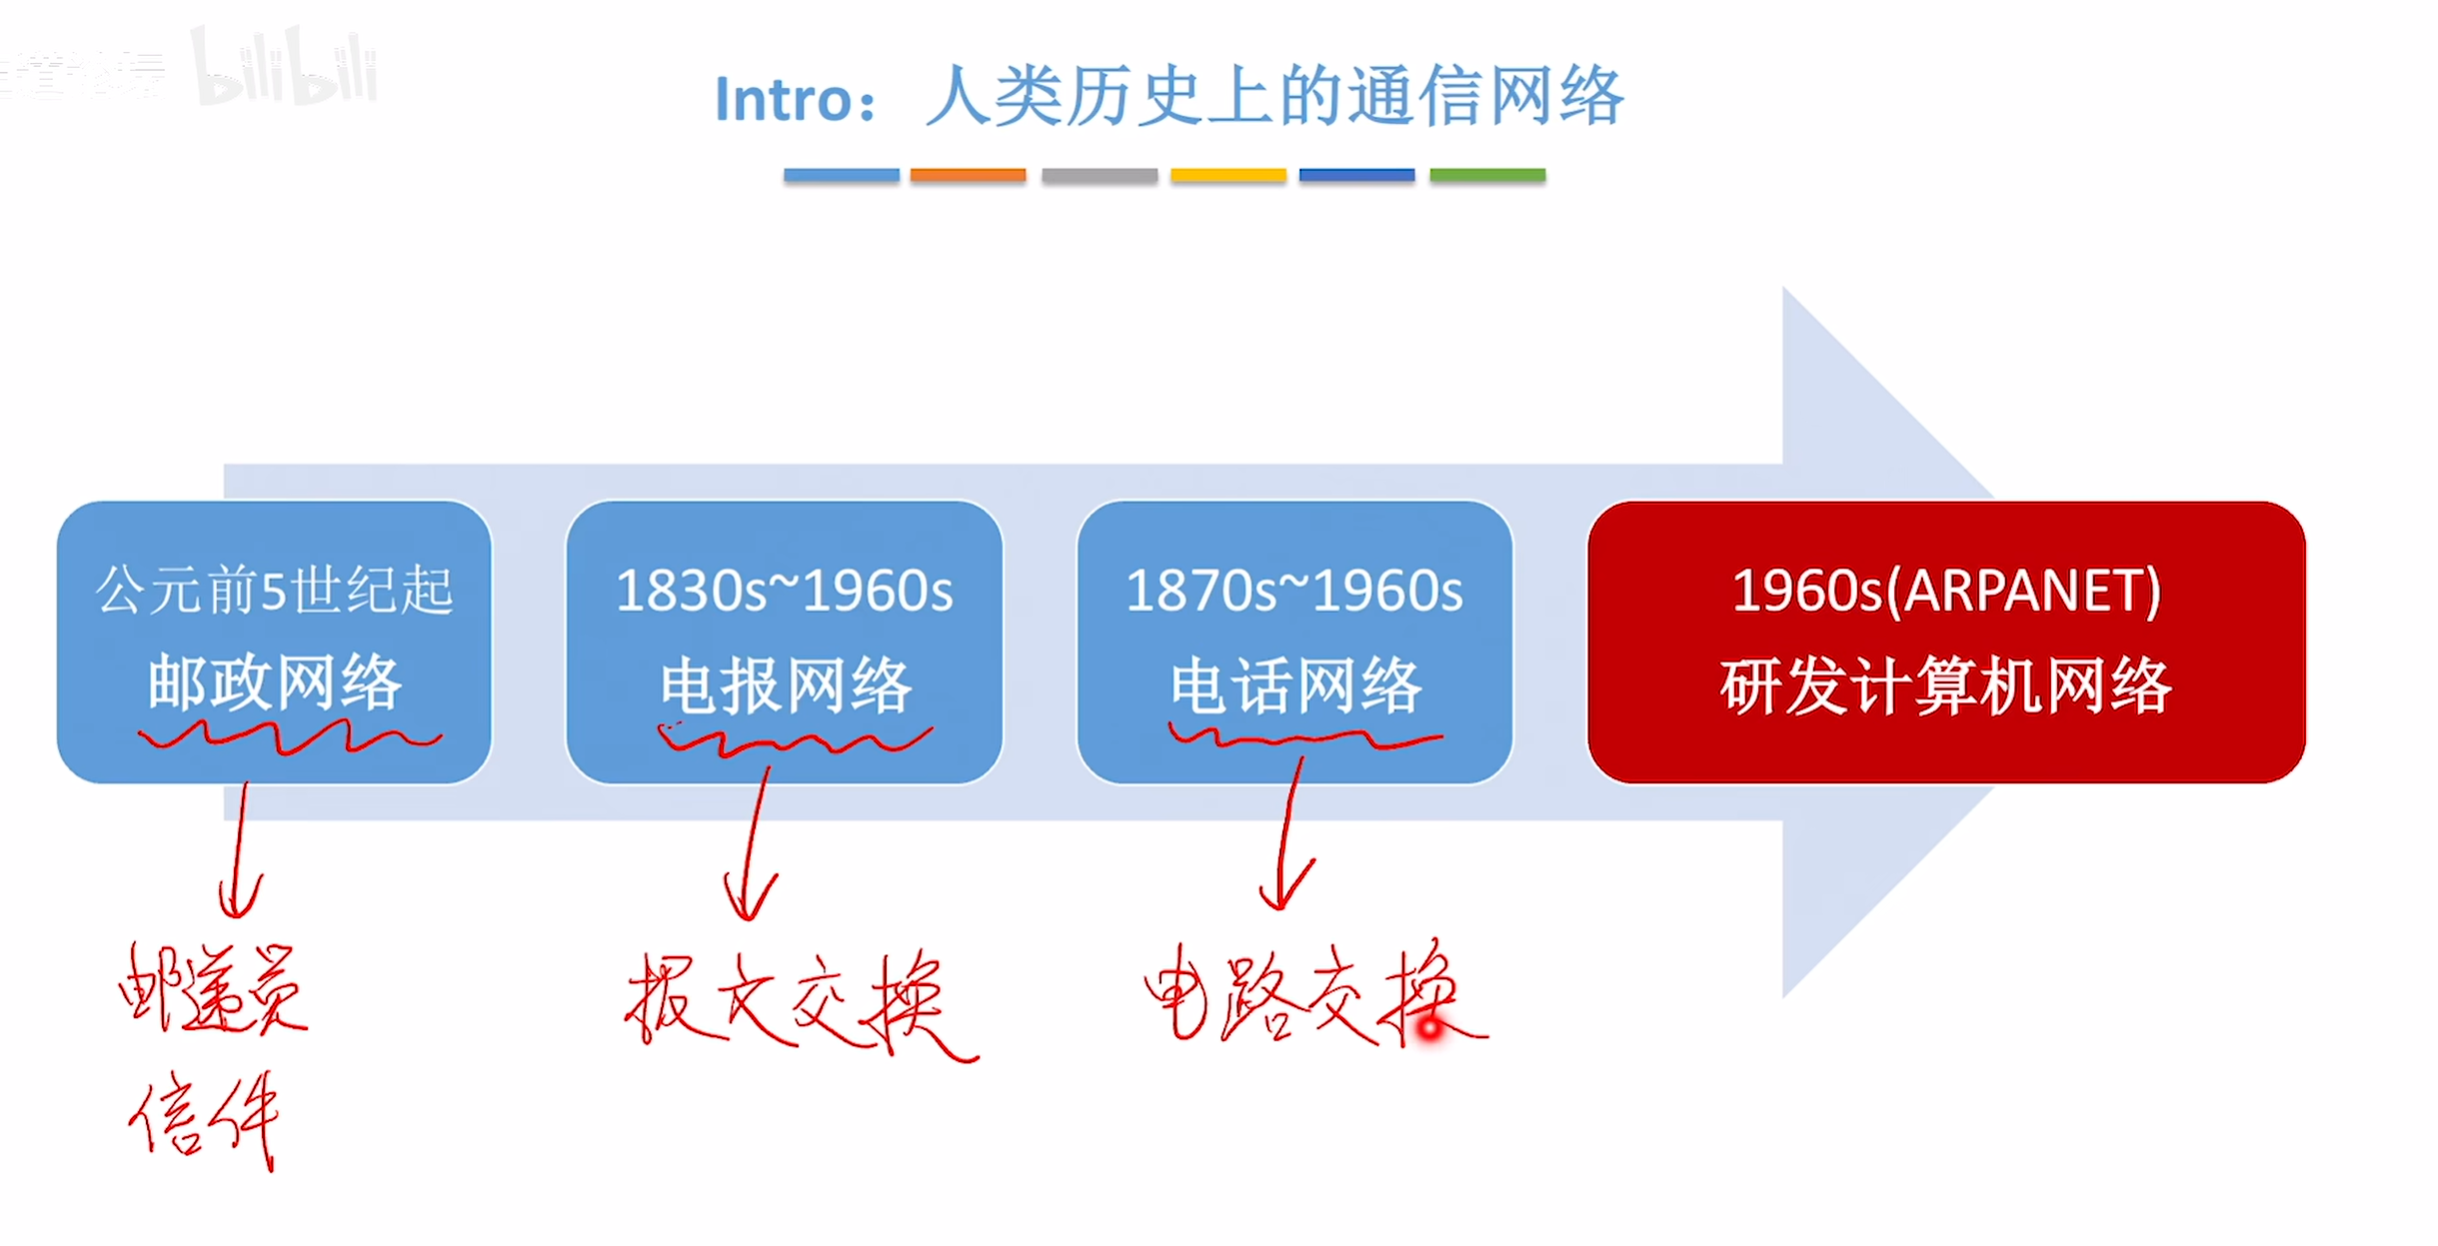 bilibili
Intro： 人类历史上的通信网络
公元前5世纪起
邮政网络
1830s~1960s
电报网络
1870s~1960s
电话网络
1960s(ARPANET)
研发计算机网络
邮递员
信件
报文交换
电路交换